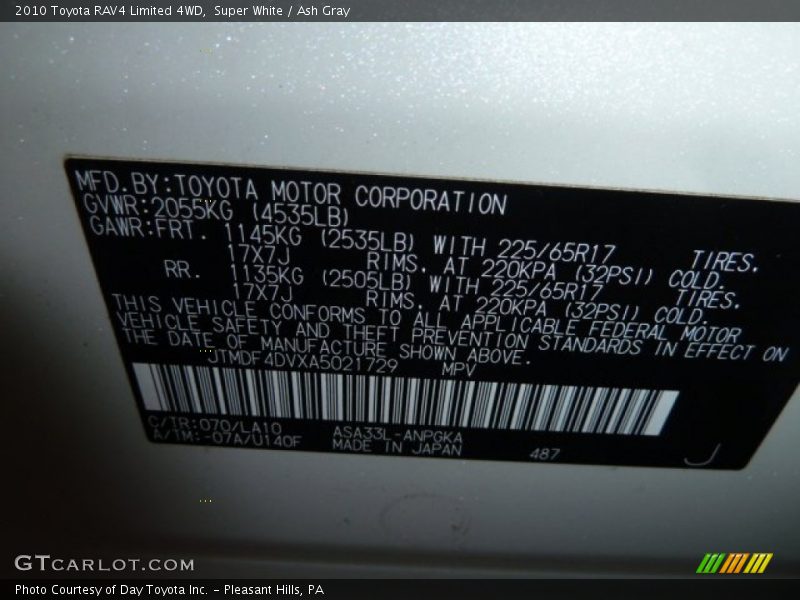 2010 Toyota RAV4 Limited 4WD, Super White / Ash Gray
MFD.BY:TOYOTA MOTOR CORPORATION
GVWR:2055KG (4535LB)
GAWR:FRT. 1145KG (2535LB) WITH 225/65R17 TIRES.
17X7J RIMS. AT 220KPA (32PSI) COLD.
RR. 1135KG (2505LB) WITH 225/65R17 TIRES.
17X7J RIMS. AT 220KPA (32PSI) COLD.
THIS VEHICLE CONFORMS TO ALL APPLICABLE FEDERAL MOTOR
VEHICLE SAFETY AND THEFT PREVENTION STANDARDS IN EFFECT ON
THE DATE OF MANUFACTURE SHOWN ABOVE.
JTMDF4DVXA5021729 MPV
C/TR:070/LA10 ASA33L-ANPGKA
A/TM:-07A/U140F MADE IN JAPAN 487 J
GTCARLOT.COM
Photo Courtesy of Day Toyota Inc. - Pleasant Hills, PA